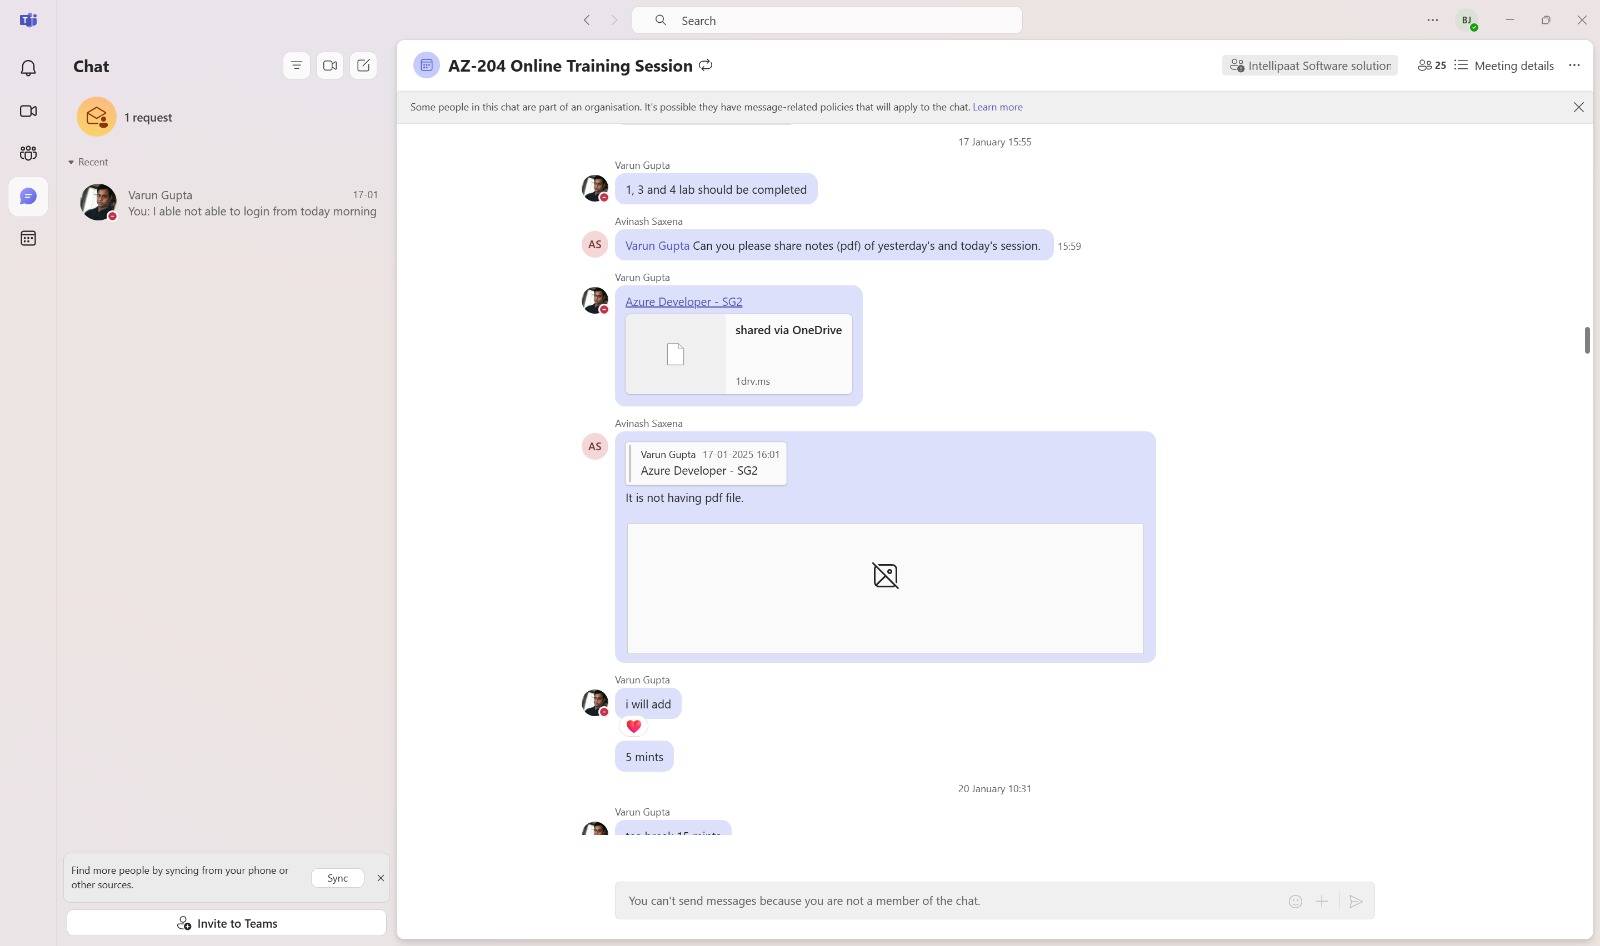 Search
BJ
Chat
1 request
Recent
Varun Gupta 17-01
You: I able not able to login from today morning
Find more people by syncing from your phone or
other sources.
Sync
Invite to Teams
AZ-204 Online Training Session
Intellipaat Software solution
25
Meeting details
Some people in this chat are part of an organisation. It's possible they have message-related policies that will apply to the chat. Learn more
17 January 15:55
Varun Gupta
1, 3 and 4 lab should be completed
Avinash Saxena
AS
Varun Gupta Can you please share notes (pdf) of yesterday's and today's session. 15:59
Varun Gupta
Azure Developer - SG2
shared via OneDrive
1drv.ms
Avinash Saxena
AS
Varun Gupta 17-01-2025 16:01
Azure Developer - SG2
It is not having pdf file.
Varun Gupta
i will add
5 mints
20 January 10:31
Varun Gupta
You can't send messages because you are not a member of the chat.